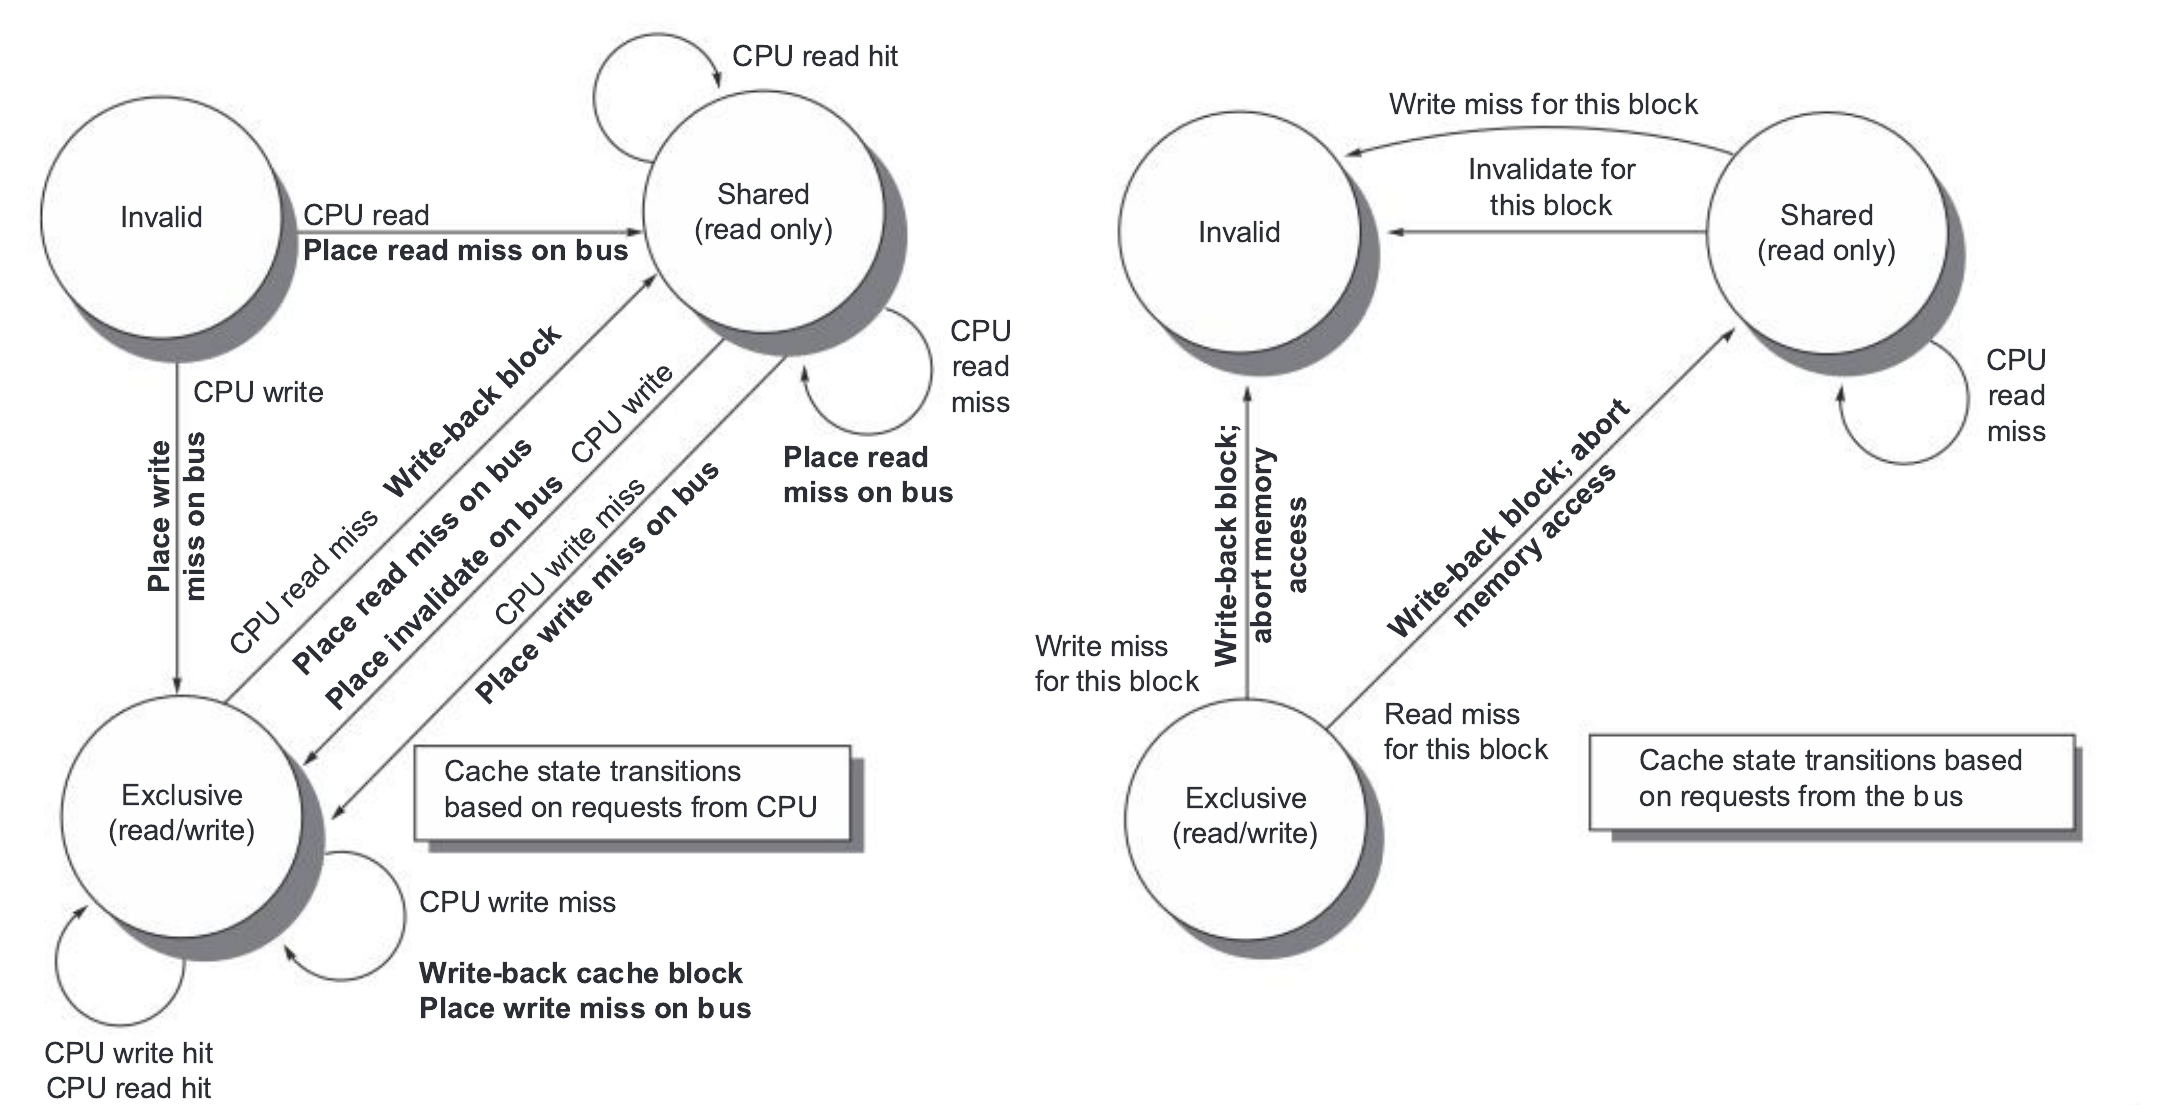 CPU read hit
Invalid
Shared
(read only)
CPU read
Place read miss on bus
CPU write
Place write
miss on bus
CPU read miss
Write-back block
Place read miss on bus
Place invalidate on bus
CPU write
CPU write miss
Place write miss on bus
CPU
read
miss
Place read
miss on bus
Exclusive
(read/write)
Cache state transitions
based on requests from CPU
CPU write miss
Write-back cache block
Place write miss on bus
CPU write hit
CPU read hit
Write miss for this block
Invalidate for
this block
Invalid
Shared
(read only)
CPU
read
miss
Write-back block;
abort memory
access
Write-back block; abort
memory access
Write miss
for this block
Read miss
for this block
Exclusive
(read/write)
Cache state transitions based
on requests from the bus